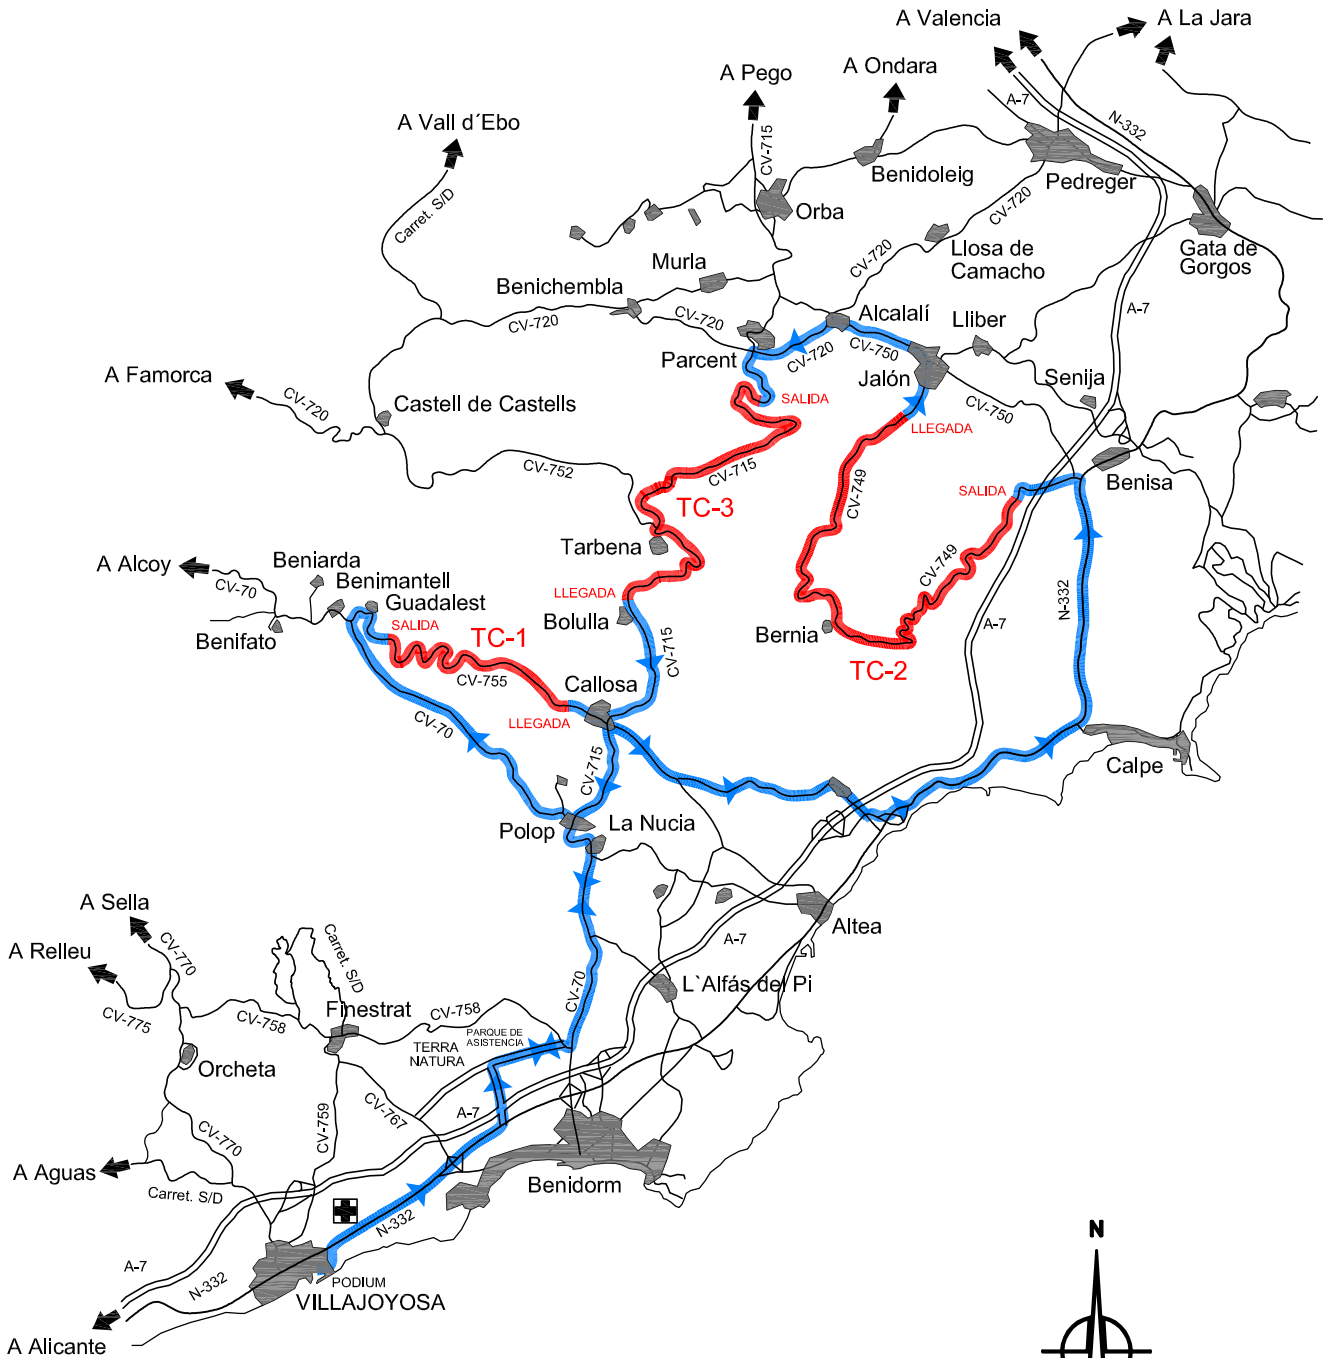 A Valencia
A La Jara
A Pego
A Ondara
A-7
N-332
A Vall d´Ebo
CV-715
Benidoleig
Pedreger
Carret. S/D
Orba
CV-720
Llosa de
Camacho
Gata de
Gorgos
Murla
CV-720
Benichembla
A-7
CV-720
CV-720
Alcalalí
Lliber
Parcent
CV-720
CV-750
Jalón
Senija
A Famorca
CV-720
SALIDA
CV-750
Castell de Castells
LLEGADA
CV-752
CV-715
CV-749
Benisa
TC-3
SALIDA
Tarbena
CV-749
A Alcoy
CV-70
Beniarda
Benimantell
Guadalest
LLEGADA
N-332
Bolulla
SALIDA
TC-1
Bernia
A-7
Benifato
CV-715
TC-2
CV-755
Callosa
LLEGADA
CV-70
CV-715
Calpe
Polop
La Nucia
A Sella
Altea
A Relleu
CV-770
Carret. S/D
A-7
CV-70
L`Alfás del Pi
CV-775
CV-758
Finestrat
CV-758
PARQUE DE
ASISTENCIA
TERRA
NATURA
Orcheta
CV-759
CV-767
A-7
CV-770
A Aguas
Carret. S/D
Benidorm
N-332
N
A-7
N-332
PODIUM
VILLAJOYOSA
A Alicante